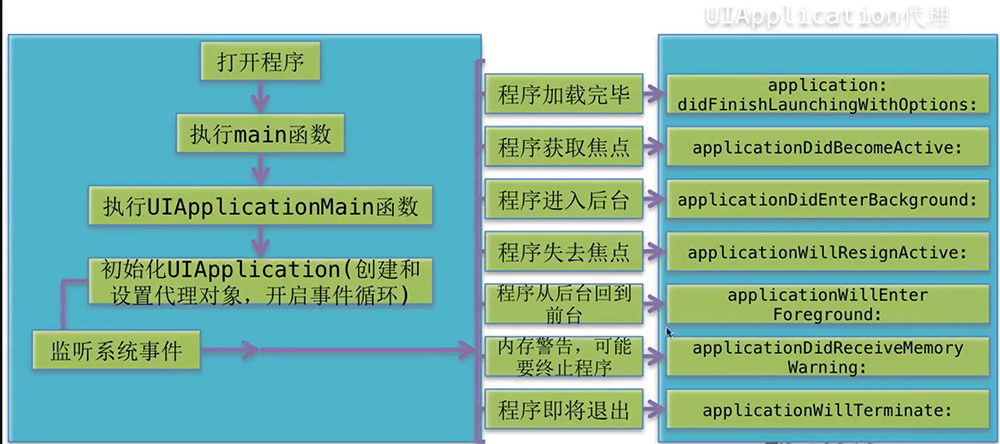 UIApplication代理
打开程序
执行main函数
执行UIApplicationMain函数
初始化UIApplication(创建和
设置代理对象，开启事件循环)
监听系统事件
程序加载完毕
application:
didFinishLaunchingWithOptions:
程序获取焦点
applicationDidBecomeActive:
程序进入后台
applicationDidEnterBackground:
程序失去焦点
applicationWillResignActive:
程序从后台回到
前台
applicationWillEnter
Foreground:
内存警告，可能
要终止程序
applicationDidReceiveMemory
Warning:
程序即将退出
applicationWillTerminate: